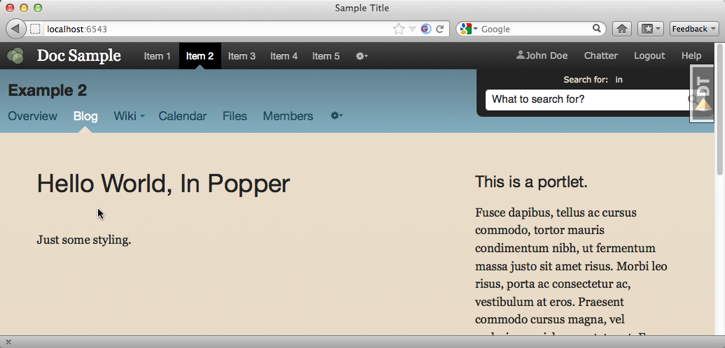 Sample Title
localhost:6543
Google
Feedback
Doc Sample Item 1 Item 2 Item 3 Item 4 Item 5 John Doe Chatter Logout Help
Example 2
Search for: in
What to search for?
DT
Overview Blog Wiki Calendar Files Members
Hello World, In Popper
Just some styling.
This is a portlet.
Fusce dapibus, tellus ac cursus
commodo, tortor mauris
condimentum nibh, ut fermentum
massa justo sit amet risus. Morbi leo
risus, porta ac consectetur ac,
vestibulum at eros. Praesent
commodo cursus magna, vel